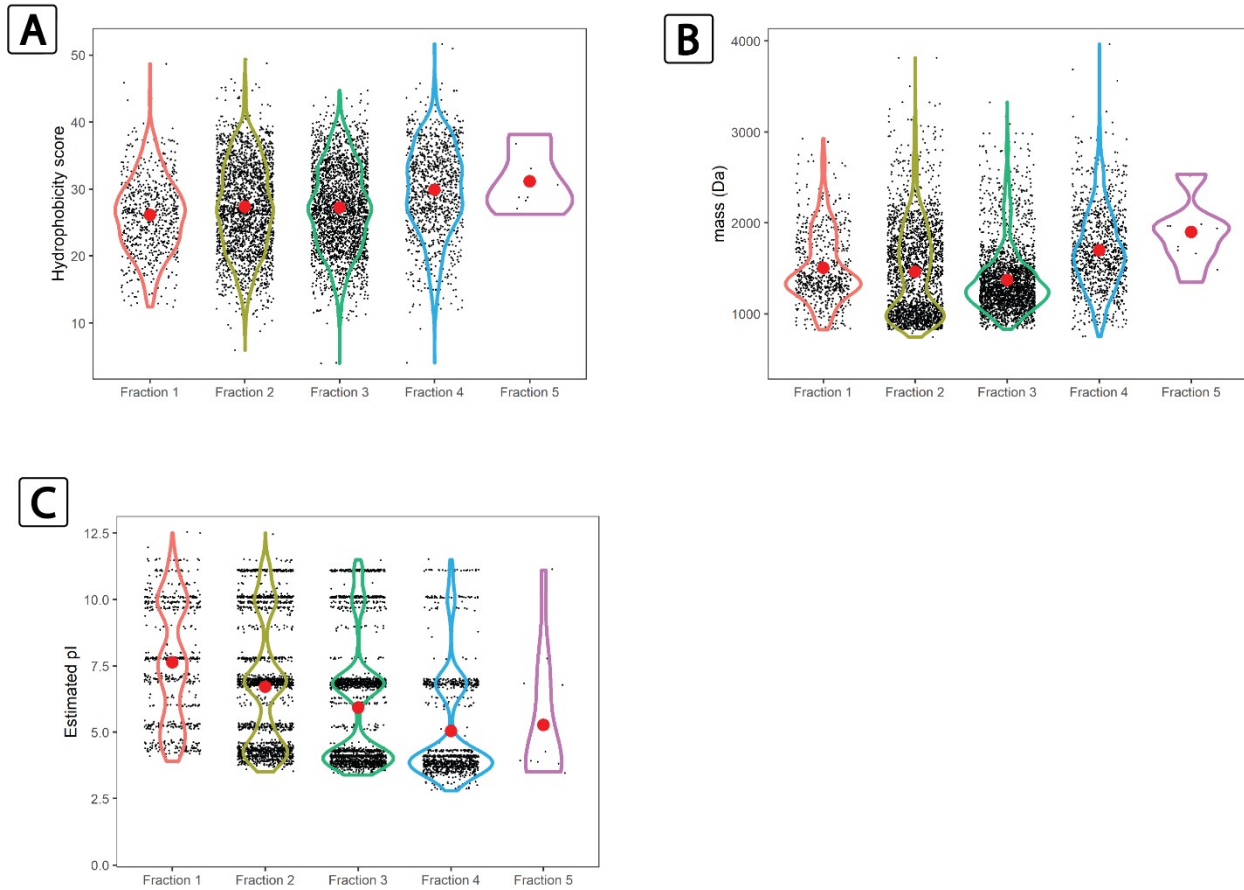 A
Hydrophobicity score
50
40
30
20
10
Fraction 1 Fraction 2 Fraction 3 Fraction 4 Fraction 5
B
mass (Da)
4000
3000
2000
1000
Fraction 1 Fraction 2 Fraction 3 Fraction 4 Fraction 5
C
Estimated pI
12.5
10.0
7.5
5.0
2.5
0.0
Fraction 1 Fraction 2 Fraction 3 Fraction 4 Fraction 5